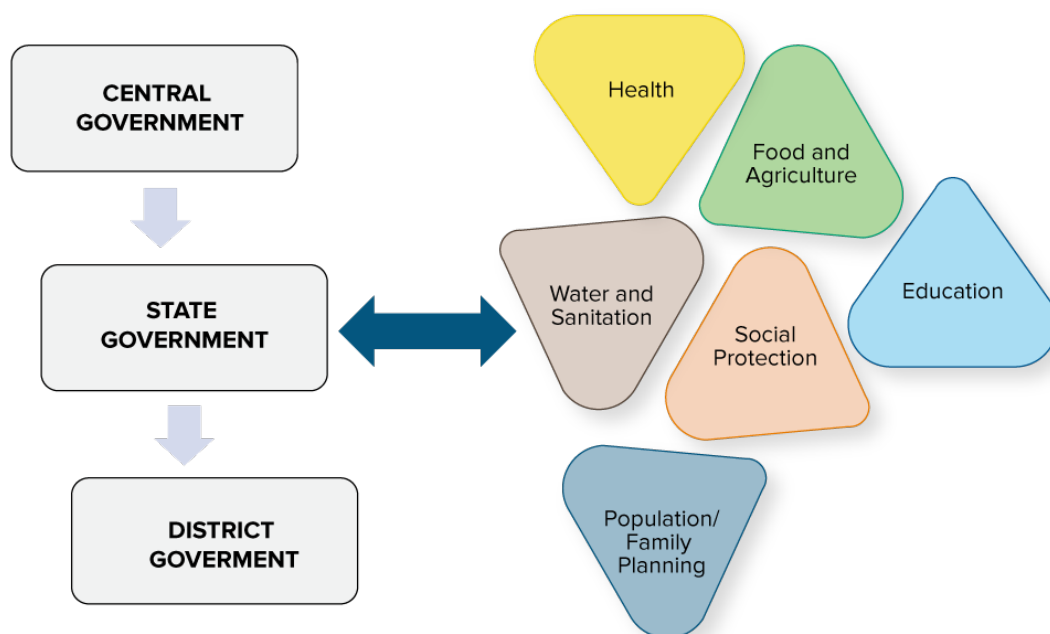 CENTRAL
GOVERNMENT
STATE
GOVERNMENT
DISTRICT
GOVERMENT
Health
Food and
Agriculture
Education
Water and
Sanitation
Social
Protection
Population/
Family
Planning